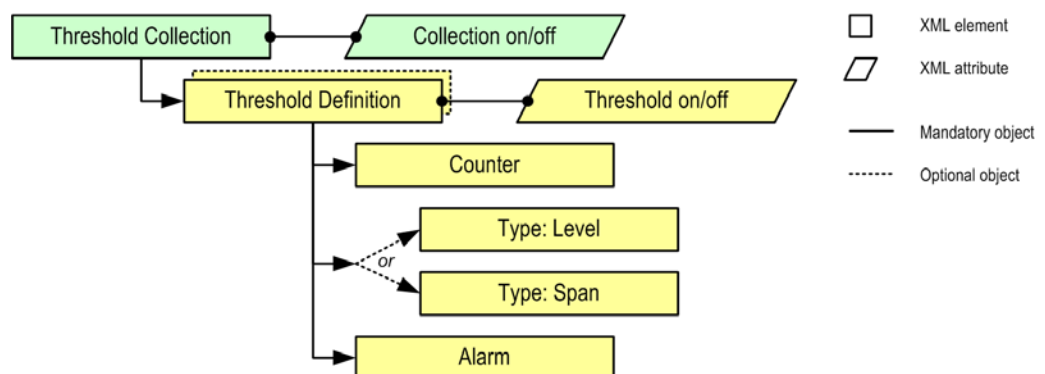 Threshold Collection
Collection on/off
XML element
XML attribute
Threshold Definition
Threshold on/off
Mandatory object
Counter
Optional object
Type: Level
or
Type: Span
Alarm